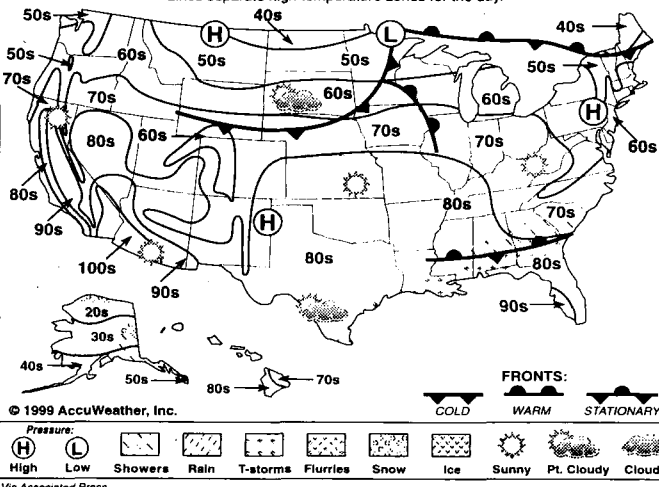 Lines separate high temperature zones for the day.
50s
40s
40s
H
L
50s
60s
50s
50s
50s
70s
60s
60s
H
70s
60s
70s
70s
60s
80s
80s
80s
H
90s
70s
80s
80s
100s
90s
90s
20s
30s
40s
50s
80s
70s
© 1999 AccuWeather, Inc.
FRONTS:
COLD WARM STATIONARY
Pressure:
H L
High Low Showers Rain T-storms Flurries Snow Ice Sunny Pt. Cloudy
Via Associated Press